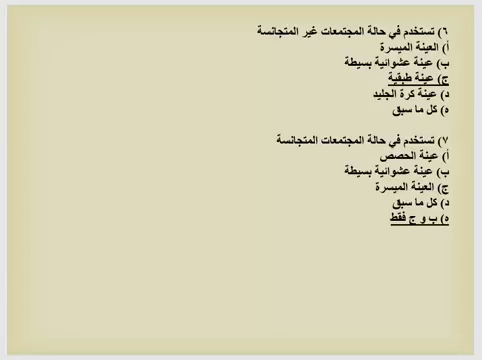 ٦) تستخدم في حالة المجتمعات غير المتجانسة
أ) العينة الميسرة
ب) عينة عشوائية بسيطة
ج) عينة طبقية
د) عينة كرة الجليد
ه) كل ما سبق
٧) تستخدم في حالة المجتمعات المتجانسة
أ) عينة الحصص
ب) عينة عشوائية بسيطة
ج) العينة الميسرة
د) كل ما سبق
ه) ب و ج فقط